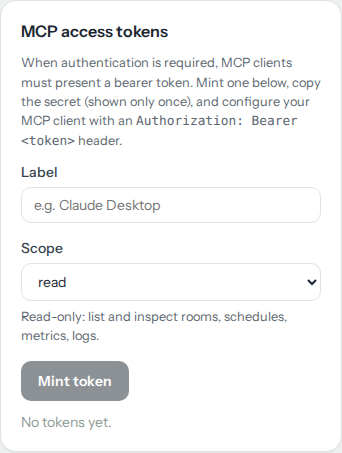 MCP access tokens
When authentication is required, MCP clients
must present a bearer token. Mint one below, copy
the secret (shown only once), and configure your
MCP client with an Authorization: Bearer
<token> header.
Label
e.g. Claude Desktop
Scope
read
Read-only: list and inspect rooms, schedules,
metrics, logs.
Mint token
No tokens yet.